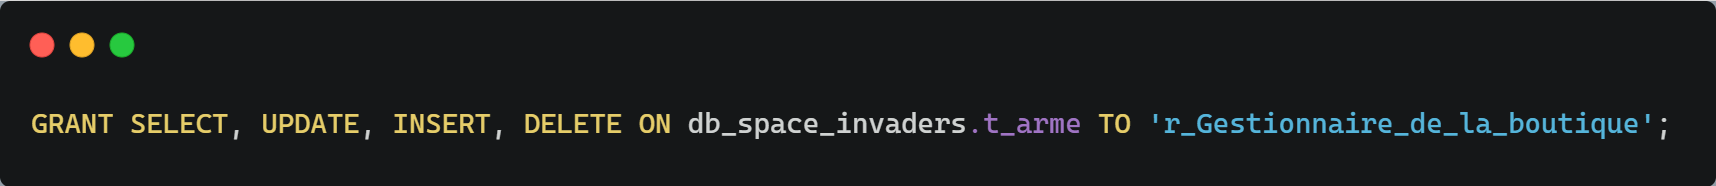 GRANT SELECT, UPDATE, INSERT, DELETE ON db_space_invaders.t_arme TO 'r_Gestionnaire_de_la_boutique';